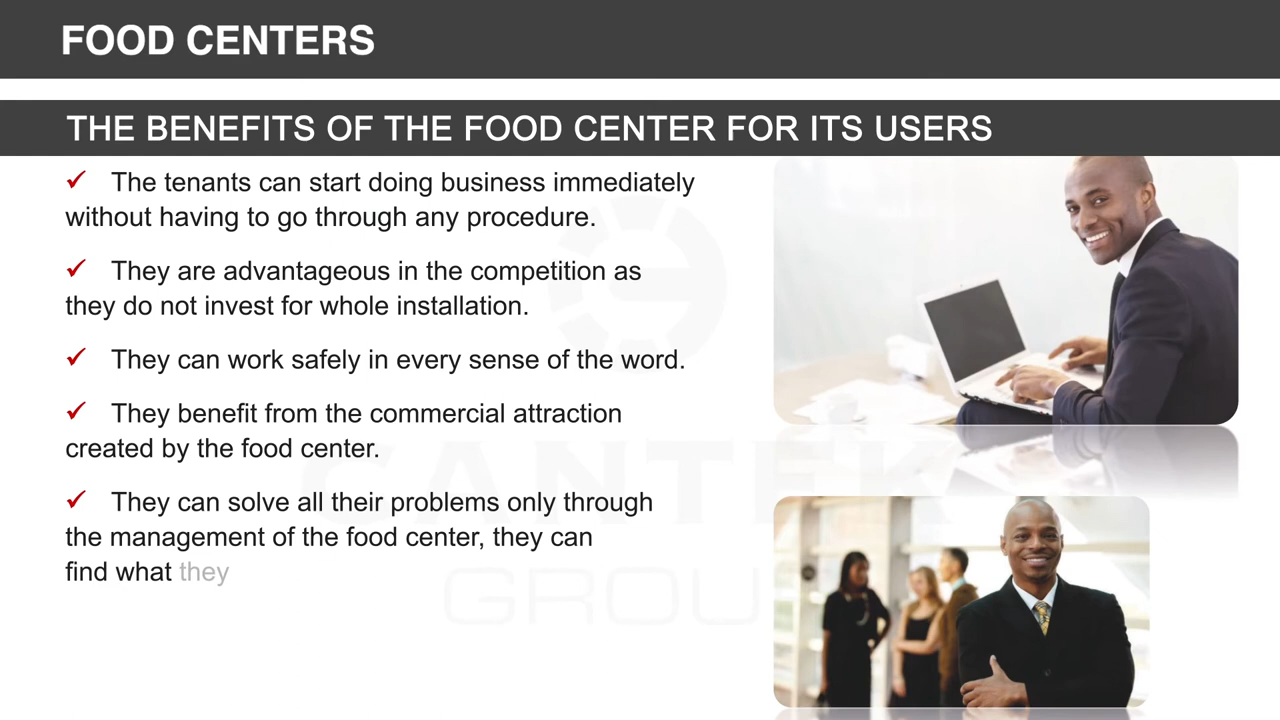 FOOD CENTERS
THE BENEFITS OF THE FOOD CENTER FOR ITS USERS
✓ The tenants can start doing business immediately
without having to go through any procedure.
✓ They are advantageous in the competition as
they do not invest for whole installation.
✓ They can work safely in every sense of the word.
✓ They benefit from the commercial attraction
created by the food center.
✓ They can solve all their problems only through
the management of the food center, they can
find what they
CANTEK
GROUP